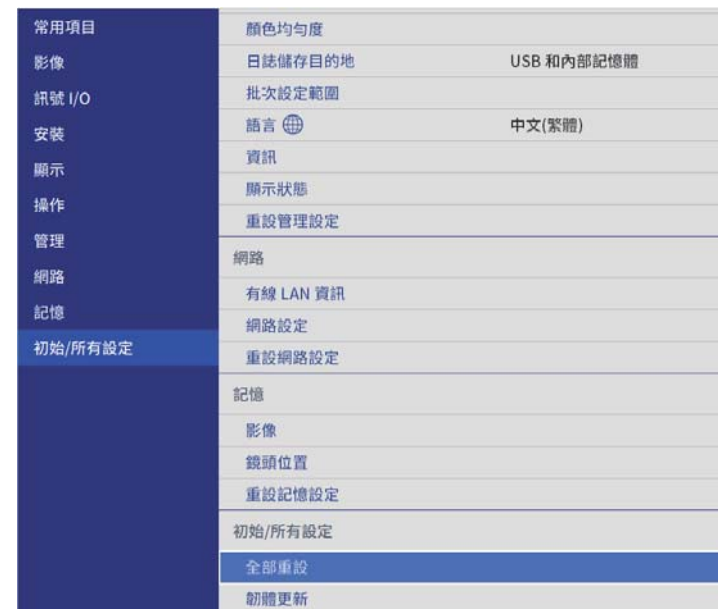 常用項目
影像
訊號 I/O
安裝
顯示
操作
管理
網路
記憶
初始/所有設定
顏色均勻度
日誌儲存目的地 USB 和內部記憶體
批次設定範圍
語言 中文(繁體)
資訊
顯示狀態
重設管理設定
網路
有線 LAN 資訊
網路設定
重設網路設定
記憶
影像
鏡頭位置
重設記憶設定
初始/所有設定
全部重設
韌體更新